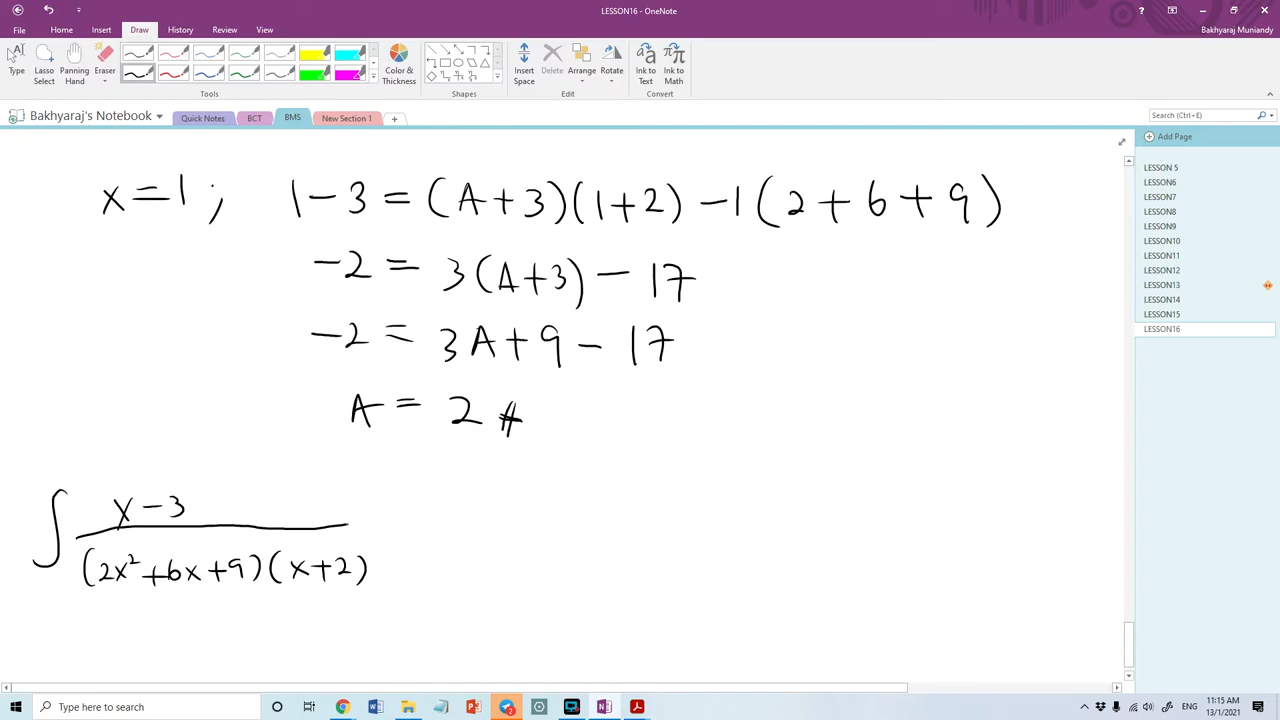 LESSON16 - OneNote
Bakhyaraj Muniandy
File Home Insert Draw History Review View
Type Lasso Select Panning Hand Eraser Color & Thickness Insert Space Delete Arrange Rotate Ink to Text Ink to Math
Tools Shapes Edit Convert
Bakhyaraj's Notebook Quick Notes BCT BMS New Section 1 Search (Ctrl+E)
Add Page
LESSON 5
LESSON6
LESSON7
LESSON8
LESSON9
LESSON10
LESSON11
LESSON12
LESSON13
LESSON14
LESSON15
LESSON16
x = 1 ; 1 - 3 = (A+3)(1+2) - 1(2 + 6 + 9)
-2 = 3(A+3) - 17
-2 = 3A + 9 - 17
A = 2 #
∫ x - 3
(2x² + 6x + 9)(x + 2)
Type here to search
ENG 11:15 AM
13/1/2021